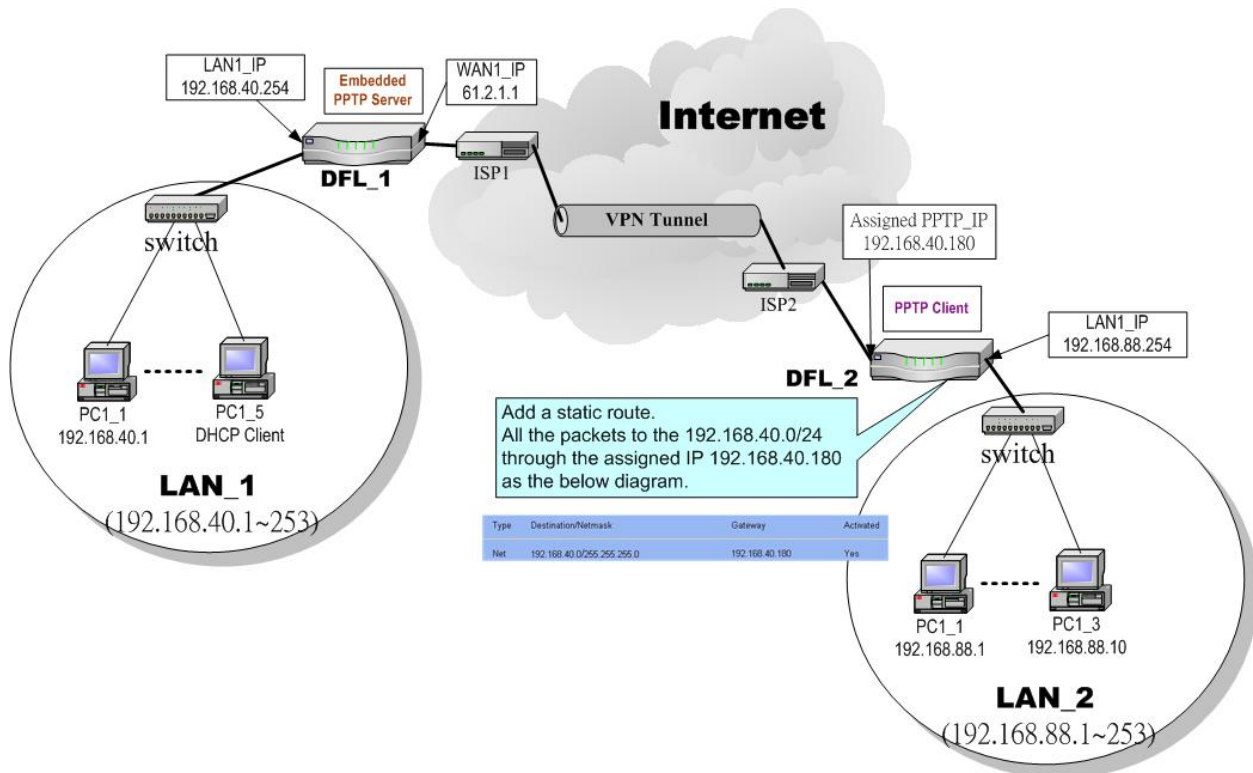 LAN1_IP
192.168.40.254
Embedded
PPTP Server
WAN1_IP
61.2.1.1
Internet
DFL_1
ISP1
switch
VPN Tunnel
Assigned PPTP_IP
192.168.40.180
ISP2
PPTP Client
LAN1_IP
192.168.88.254
DFL_2
PC1_1
192.168.40.1
PC1_5
DHCP Client
LAN_1
(192.168.40.1~253)
Add a static route.
All the packets to the 192.168.40.0/24
through the assigned IP 192.168.40.180
as the below diagram.
switch
Type Destination/Netmask Gateway Activated
Net 192.168.40.0/255.255.255.0 192.168.40.180 Yes
PC1_1
192.168.88.1
PC1_3
192.168.88.10
LAN_2
(192.168.88.1~253)